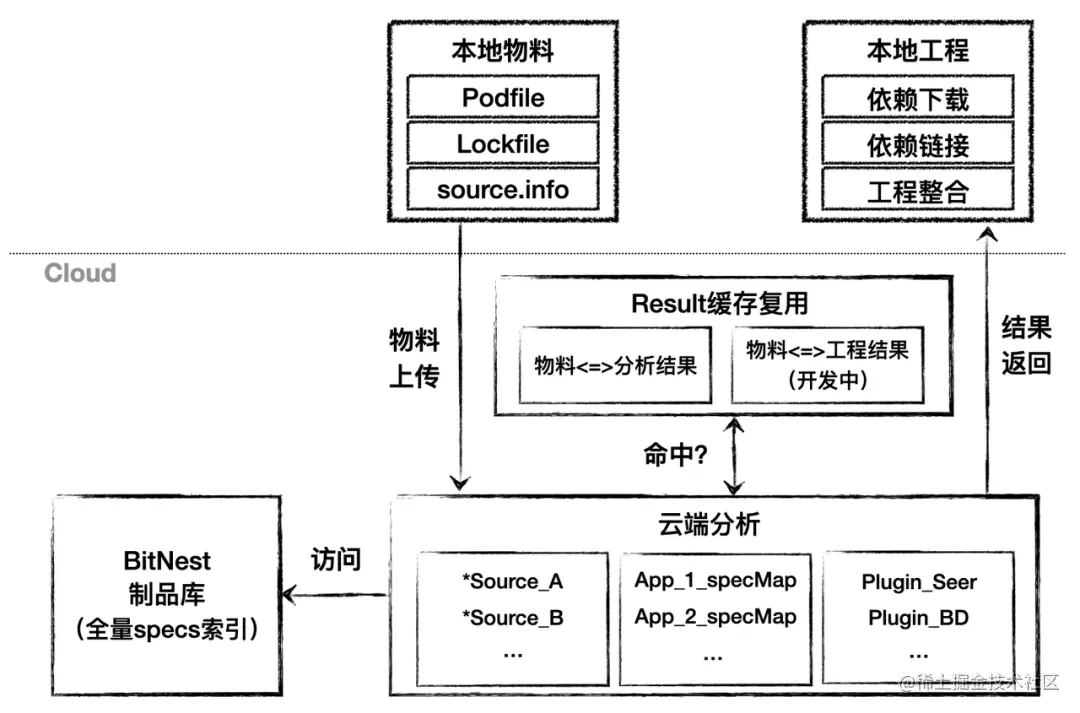 本地物料
Podfile
Lockfile
source.info
本地工程
依赖下载
依赖链接
工程整合
Cloud
物料
上传
Result缓存复用
物料<=>分析结果
物料<=>工程结果
（开发中）
结果
返回
命中?
BitNest
制品库
（全量specs索引）
访问
云端分析
*Source_A
*Source_B
...
App_1_specMap
App_2_specMap
...
Plugin_Seer
Plugin_BD
...
@稀土掘金技术社区